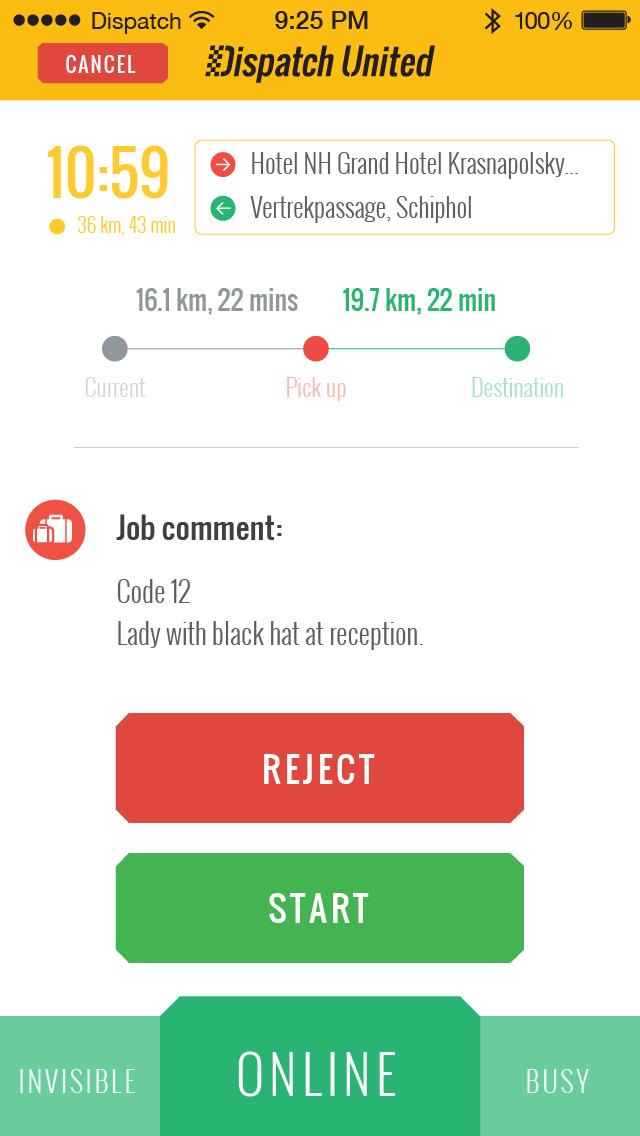 Dispatch 9:25 PM 100%
CANCEL Dispatch United
10:59
36 km, 43 min
Hotel NH Grand Hotel Krasnapolsky...
Vertrekpassage, Schiphol
16.1 km, 22 mins 19.7 km, 22 min
Current Pick up Destination
Job comment:
Code 12
Lady with black hat at reception.
REJECT
START
INVISIBLE ONLINE BUSY